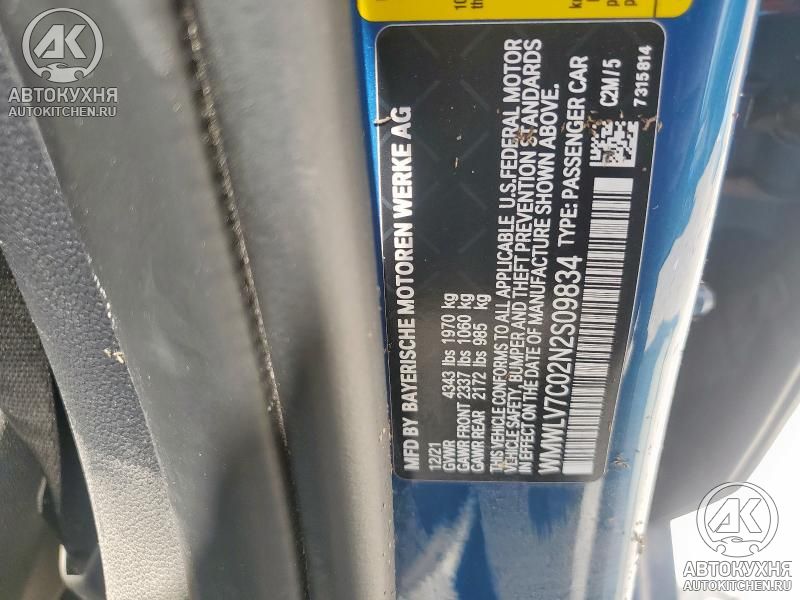 АВТОКУХНЯ
AUTOKITCHEN.RU
MFD BY BAYERISCHE MOTOREN WERKE AG
12/21
GVWR 4343 lbs 1970 kg
GAWR FRONT 2337 lbs 1060 kg
GAWR REAR 2172 lbs 985 kg
THIS VEHICLE CONFORMS TO ALL APPLICABLE U.S.FEDERAL MOTOR
VEHICLE SAFETY, BUMPER AND THEFT PREVENTION STANDARDS
IN EFFECT ON THE DATE OF MANUFACTURE SHOWN ABOVE.
WMWLV7C02N2S09834 TYPE: PASSENGER CAR
C2M/5
7315814
АВТОКУХНЯ
AUTOKITCHEN.RU